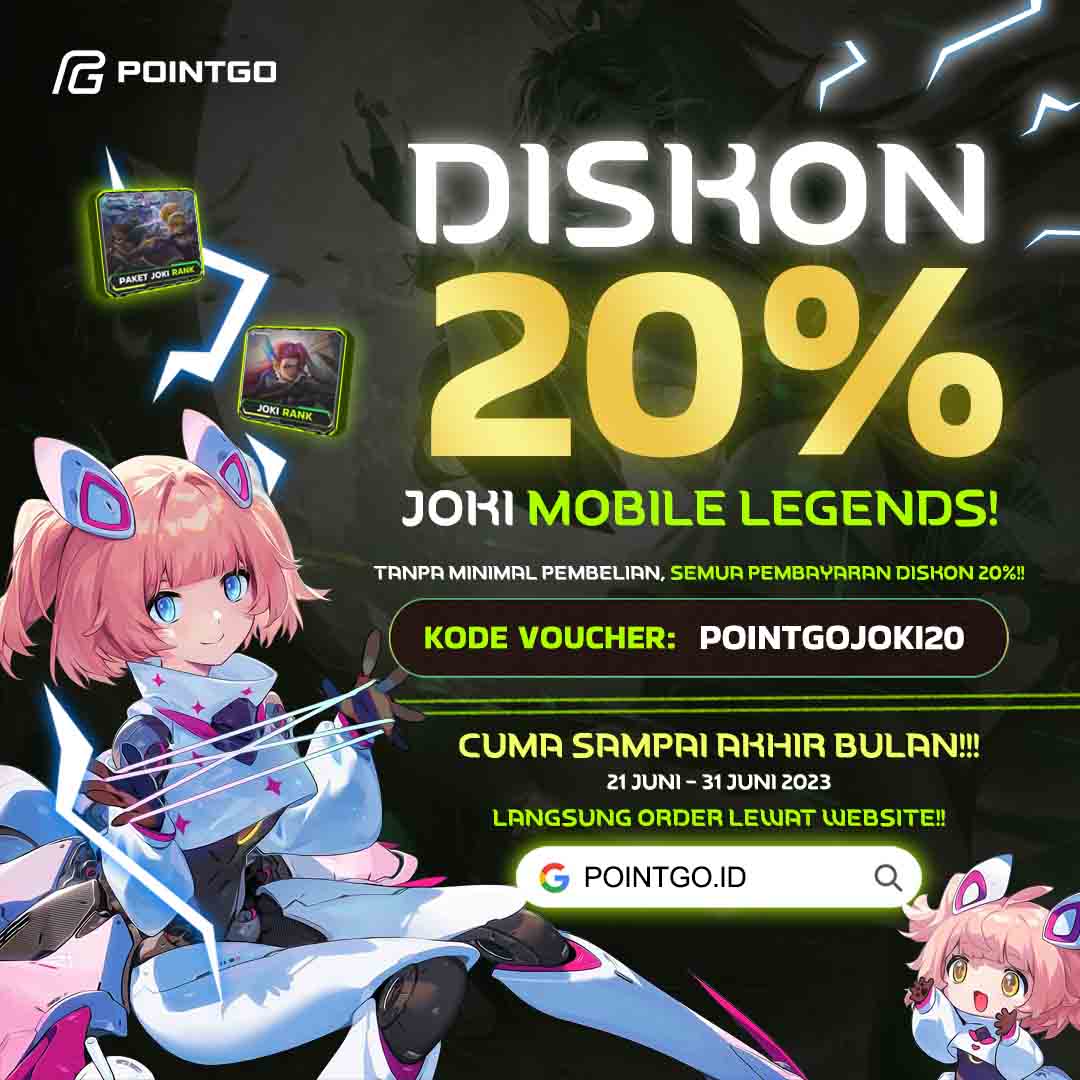 POINTGO
DISKON
20%
PAKET JOKI RANK
JOKI RANK
JOKI MOBILE LEGENDS!
TANPA MINIMAL PEMBELIAN, SEMUA PEMBAYARAN DISKON 20%!!
KODE VOUCHER: POINTGOJOKI20
CUMA SAMPAI AKHIR BULAN!!!
21 JUNI - 31 JUNI 2023
LANGSUNG ORDER LEWAT WEBSITE!!
POINTGO.ID